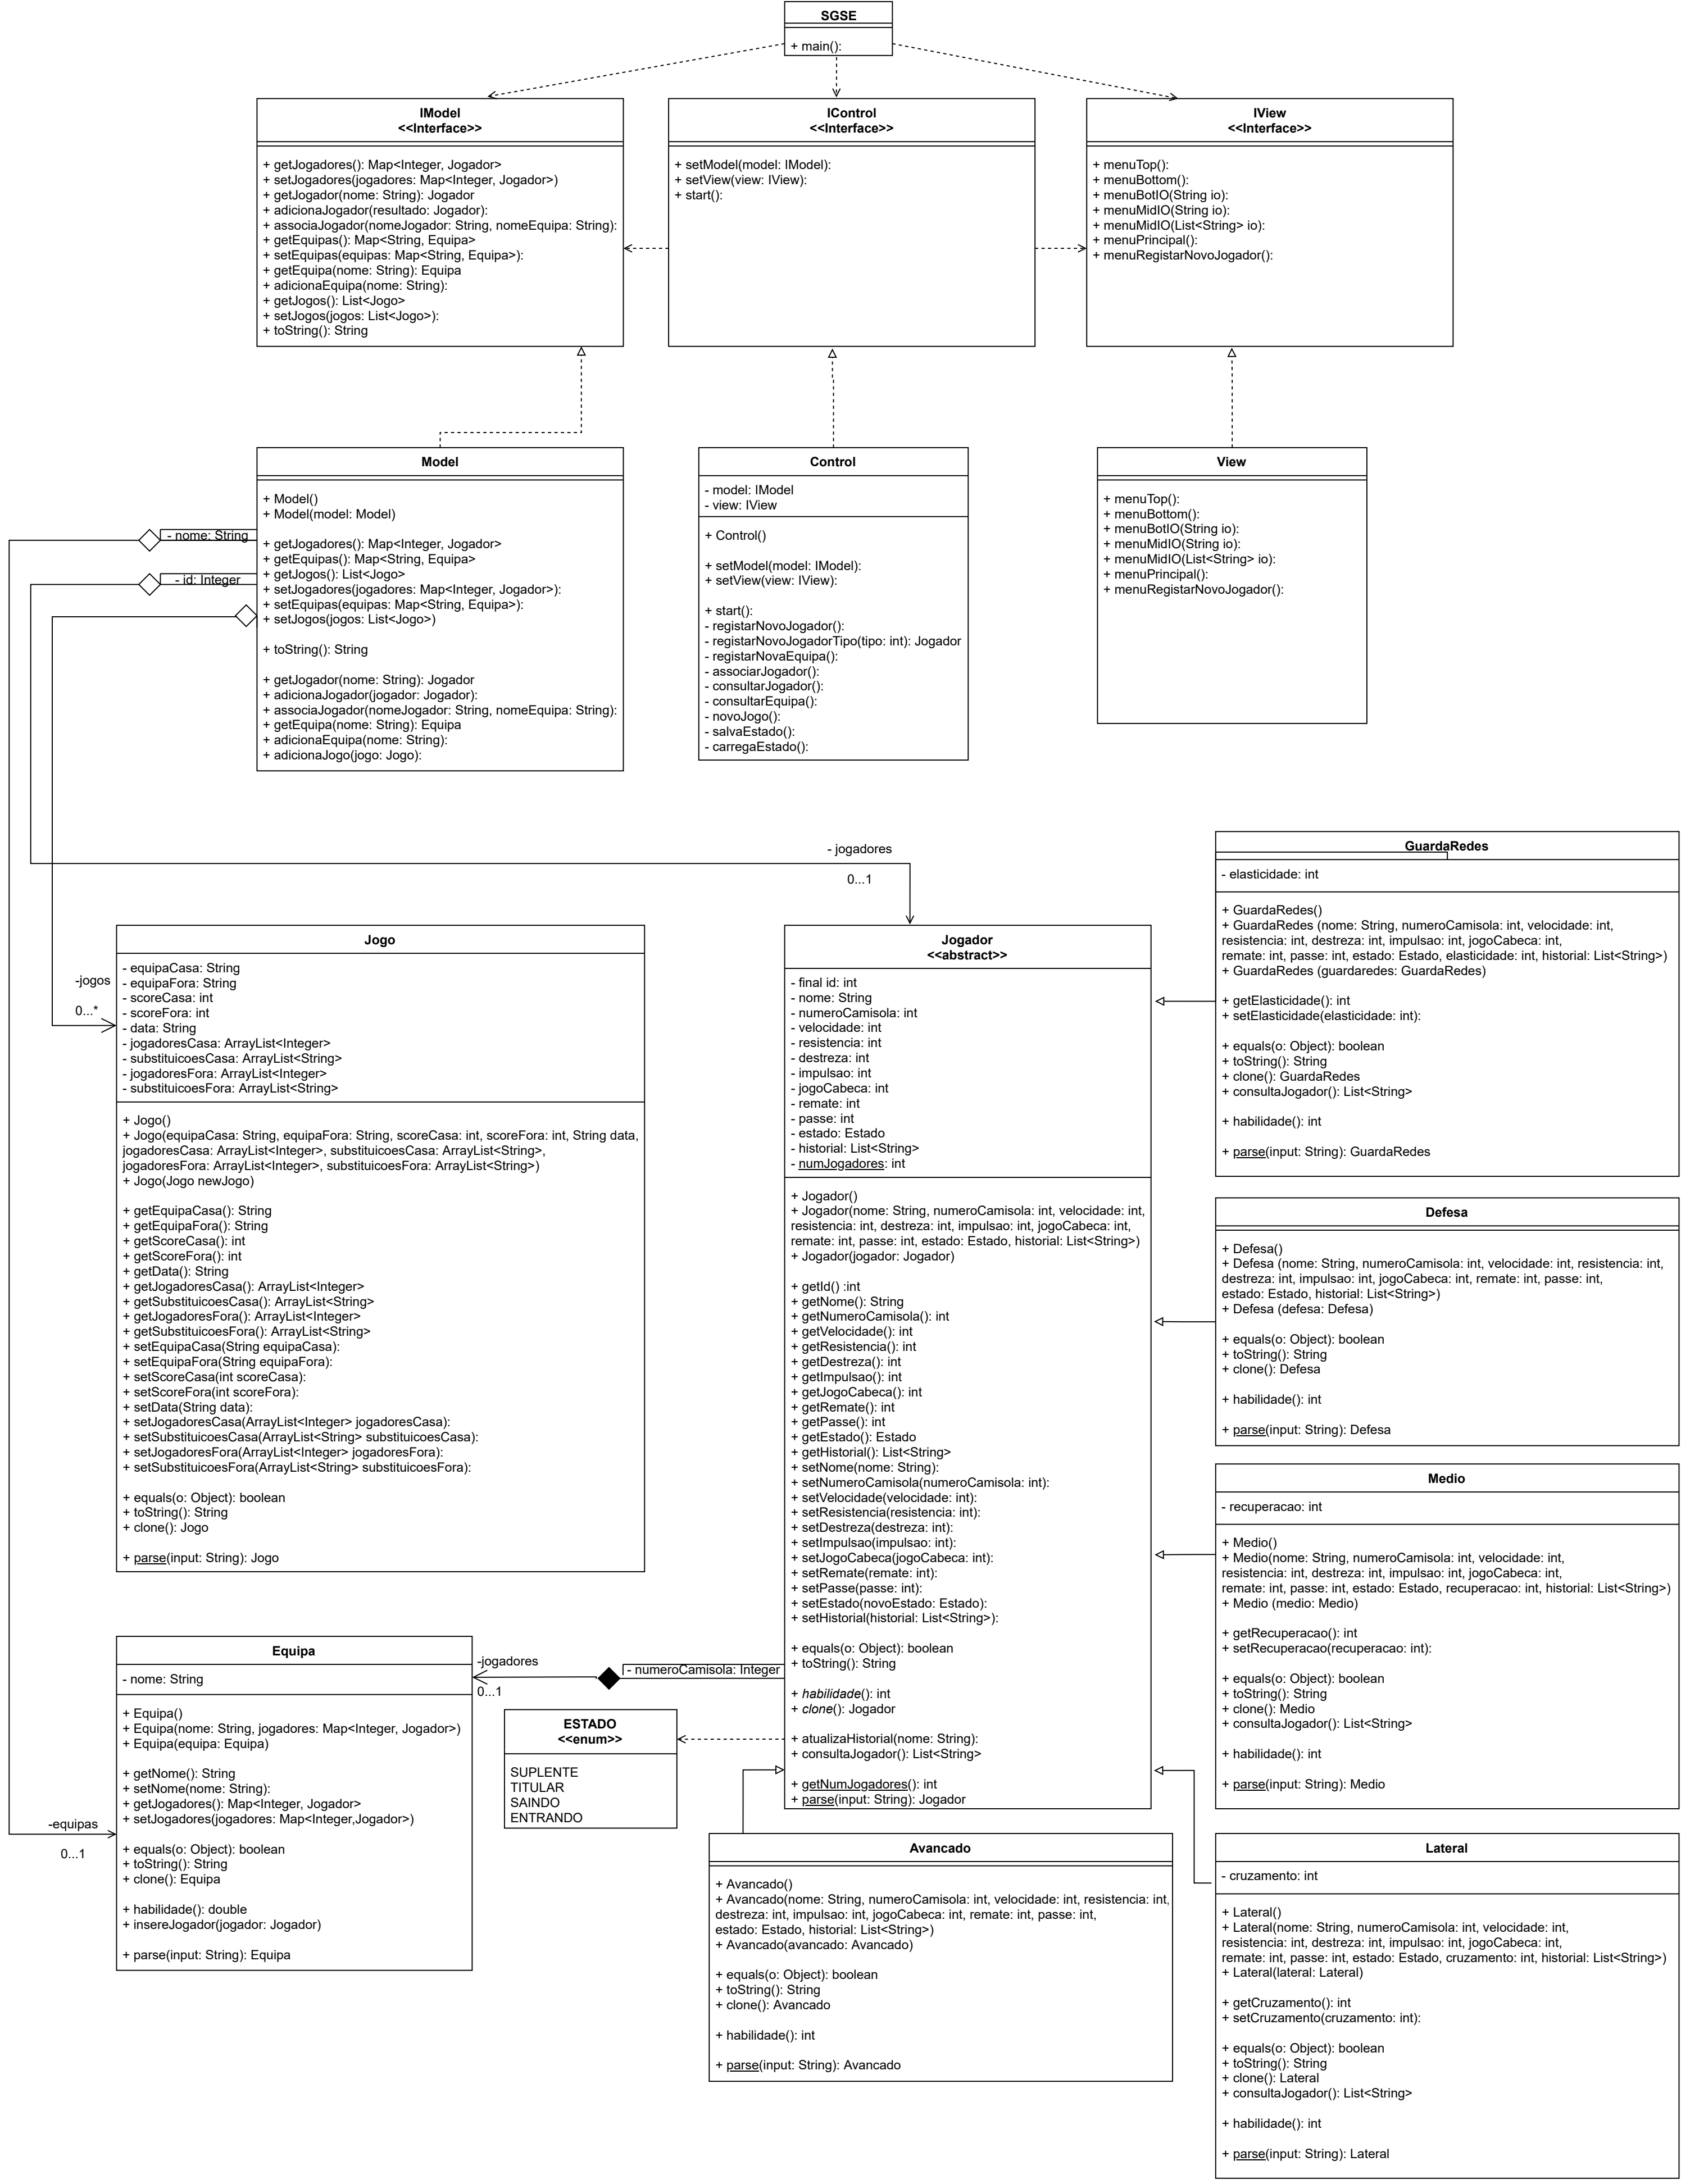 SGSE
+ main():
IModel
<<Interface>>
+ getJogadores(): Map<Integer, Jogador>
+ setJogadores(jogadores: Map<Integer, Jogador>)
+ getJogador(nome: String): Jogador
+ adicionaJogador(resultado: Jogador):
+ associaJogador(nomeJogador: String, nomeEquipa: String):
+ getEquipas(): Map<String, Equipa>
+ setEquipas(equipas: Map<String, Equipa>):
+ getEquipa(nome: String): Equipa
+ adicionaEquipa(nome: String):
+ getJogos(): List<Jogo>
+ setJogos(jogos: List<Jogo>):
+ toString(): String
IControl
<<Interface>>
+ setModel(model: IModel):
+ setView(view: IView):
+ start():
IView
<<Interface>>
+ menuTop():
+ menuBottom():
+ menuBotIO(String io):
+ menuMidIO(String io):
+ menuMidIO(List<String> io):
+ menuPrincipal():
+ menuRegistarNovoJogador():
Model
+ Model()
+ Model(model: Model)
+ getJogadores(): Map<Integer, Jogador>
+ getEquipas(): Map<String, Equipa>
+ getJogos(): List<Jogo>
+ setJogadores(jogadores: Map<Integer, Jogador>):
+ setEquipas(equipas: Map<String, Equipa>):
+ setJogos(jogos: List<Jogo>)
+ toString(): String
+ getJogador(nome: String): Jogador
+ adicionaJogador(jogador: Jogador):
+ associaJogador(nomeJogador: String, nomeEquipa: String):
+ getEquipa(nome: String): Equipa
+ adicionaEquipa(nome: String):
+ adicionaJogo(jogo: Jogo):
- nome: String
- id: Integer
Control
- model: IModel
- view: IView
+ Control()
+ setModel(model: IModel):
+ setView(view: IView):
+ start():
- registarNovoJogador():
- registarNovoJogadorTipo(tipo: int): Jogador
- registarNovaEquipa():
- associarJogador():
- consultarJogador():
- consultarEquipa():
- novoJogo():
- salvaEstado():
- carregaEstado():
View
+ menuTop():
+ menuBottom():
+ menuBotIO(String io):
+ menuMidIO(String io):
+ menuMidIO(List<String> io):
+ menuPrincipal():
+ menuRegistarNovoJogador():
- jogadores
0...1
-jogos
0...*
Jogo
- equipaCasa: String
- equipaFora: String
- scoreCasa: int
- scoreFora: int
- data: String
- jogadoresCasa: ArrayList<Integer>
- substituicoesCasa: ArrayList<String>
- jogadoresFora: ArrayList<Integer>
- substituicoesFora: ArrayList<String>
+ Jogo()
+ Jogo(equipaCasa: String, equipaFora: String, scoreCasa: int, scoreFora: int, String data,
jogadoresCasa: ArrayList<Integer>, substituicoesCasa: ArrayList<String>,
jogadoresFora: ArrayList<Integer>, substituicoesFora: ArrayList<String>)
+ Jogo(Jogo newJogo)
+ getEquipaCasa(): String
+ getEquipaFora(): String
+ getScoreCasa(): int
+ getScoreFora(): int
+ getData(): String
+ getJogadoresCasa(): ArrayList<Integer>
+ getSubstituicoesCasa(): ArrayList<String>
+ getJogadoresFora(): ArrayList<Integer>
+ getSubstituicoesFora(): ArrayList<String>
+ setEquipaCasa(String equipaCasa):
+ setEquipaFora(String equipaFora):
+ setScoreCasa(int scoreCasa):
+ setScoreFora(int scoreFora):
+ setData(String data):
+ setJogadoresCasa(ArrayList<Integer> jogadoresCasa):
+ setSubstituicoesCasa(ArrayList<String> substituicoesCasa):
+ setJogadoresFora(ArrayList<Integer> jogadoresFora):
+ setSubstituicoesFora(ArrayList<String> substituicoesFora):
+ equals(o: Object): boolean
+ toString(): String
+ clone(): Jogo
+ parse(input: String): Jogo
Jogador
<<abstract>>
- final id: int
- nome: String
- numeroCamisola: int
- velocidade: int
- resistencia: int
- destreza: int
- impulsao: int
- jogoCabeca: int
- remate: int
- passe: int
- estado: Estado
- historial: List<String>
- numJogadores: int
+ Jogador()
+ Jogador(nome: String, numeroCamisola: int, velocidade: int,
resistencia: int, destreza: int, impulsao: int, jogoCabeca: int,
remate: int, passe: int, estado: Estado, historial: List<String>)
+ Jogador(jogador: Jogador)
+ getId() :int
+ getNome(): String
+ getNumeroCamisola(): int
+ getVelocidade(): int
+ getResistencia(): int
+ getDestreza(): int
+ getImpulsao(): int
+ getJogoCabeca(): int
+ getRemate(): int
+ getPasse(): int
+ getEstado(): Estado
+ getHistorial(): List<String>
+ setNome(nome: String):
+ setNumeroCamisola(numeroCamisola: int):
+ setVelocidade(velocidade: int):
+ setResistencia(resistencia: int):
+ setDestreza(destreza: int):
+ setImpulsao(impulsao: int):
+ setJogoCabeca(jogoCabeca: int):
+ setRemate(remate: int):
+ setPasse(passe: int):
+ setEstado(novoEstado: Estado):
+ setHistorial(historial: List<String>):
+ equals(o: Object): boolean
+ toString(): String
+ habilidade(): int
+ clone(): Jogador
+ atualizaHistorial(nome: String):
+ consultaJogador(): List<String>
+ getNumJogadores(): int
+ parse(input: String): Jogador
GuardaRedes
- elasticidade: int
+ GuardaRedes()
+ GuardaRedes (nome: String, numeroCamisola: int, velocidade: int,
resistencia: int, destreza: int, impulsao: int, jogoCabeca: int,
remate: int, passe: int, estado: Estado, elasticidade: int, historial: List<String>)
+ GuardaRedes (guardaredes: GuardaRedes)
+ getElasticidade(): int
+ setElasticidade(elasticidade: int):
+ equals(o: Object): boolean
+ toString(): String
+ clone(): GuardaRedes
+ consultaJogador(): List<String>
+ habilidade(): int
+ parse(input: String): GuardaRedes
Defesa
+ Defesa()
+ Defesa (nome: String, numeroCamisola: int, velocidade: int, resistencia: int,
destreza: int, impulsao: int, jogoCabeca: int, remate: int, passe: int,
estado: Estado, historial: List<String>)
+ Defesa (defesa: Defesa)
+ equals(o: Object): boolean
+ toString(): String
+ clone(): Defesa
+ habilidade(): int
+ parse(input: String): Defesa
Medio
- recuperacao: int
+ Medio()
+ Medio(nome: String, numeroCamisola: int, velocidade: int,
resistencia: int, destreza: int, impulsao: int, jogoCabeca: int,
remate: int, passe: int, estado: Estado, recuperacao: int, historial: List<String>)
+ Medio (medio: Medio)
+ getRecuperacao(): int
+ setRecuperacao(recuperacao: int):
+ equals(o: Object): boolean
+ toString(): String
+ clone(): Medio
+ consultaJogador(): List<String>
+ habilidade(): int
+ parse(input: String): Medio
Equipa
- nome: String
+ Equipa()
+ Equipa(nome: String, jogadores: Map<Integer, Jogador>)
+ Equipa(equipa: Equipa)
+ getNome(): String
+ setNome(nome: String):
+ getJogadores(): Map<Integer, Jogador>
+ setJogadores(jogadores: Map<Integer,Jogador>)
+ equals(o: Object): boolean
+ toString(): String
+ clone(): Equipa
+ habilidade(): double
+ insereJogador(jogador: Jogador)
+ parse(input: String): Equipa
-jogadores
0...1
- numeroCamisola: Integer
-equipas
0...1
ESTADO
<<enum>>
SUPLENTE
TITULAR
SAINDO
ENTRANDO
Avancado
+ Avancado()
+ Avancado(nome: String, numeroCamisola: int, velocidade: int, resistencia: int,
destreza: int, impulsao: int, jogoCabeca: int, remate: int, passe: int,
estado: Estado, historial: List<String>)
+ Avancado(avancado: Avancado)
+ equals(o: Object): boolean
+ toString(): String
+ clone(): Avancado
+ habilidade(): int
+ parse(input: String): Avancado
Lateral
- cruzamento: int
+ Lateral()
+ Lateral(nome: String, numeroCamisola: int, velocidade: int,
resistencia: int, destreza: int, impulsao: int, jogoCabeca: int,
remate: int, passe: int, estado: Estado, cruzamento: int, historial: List<String>)
+ Lateral(lateral: Lateral)
+ getCruzamento(): int
+ setCruzamento(cruzamento: int):
+ equals(o: Object): boolean
+ toString(): String
+ clone(): Lateral
+ consultaJogador(): List<String>
+ habilidade(): int
+ parse(input: String): Lateral